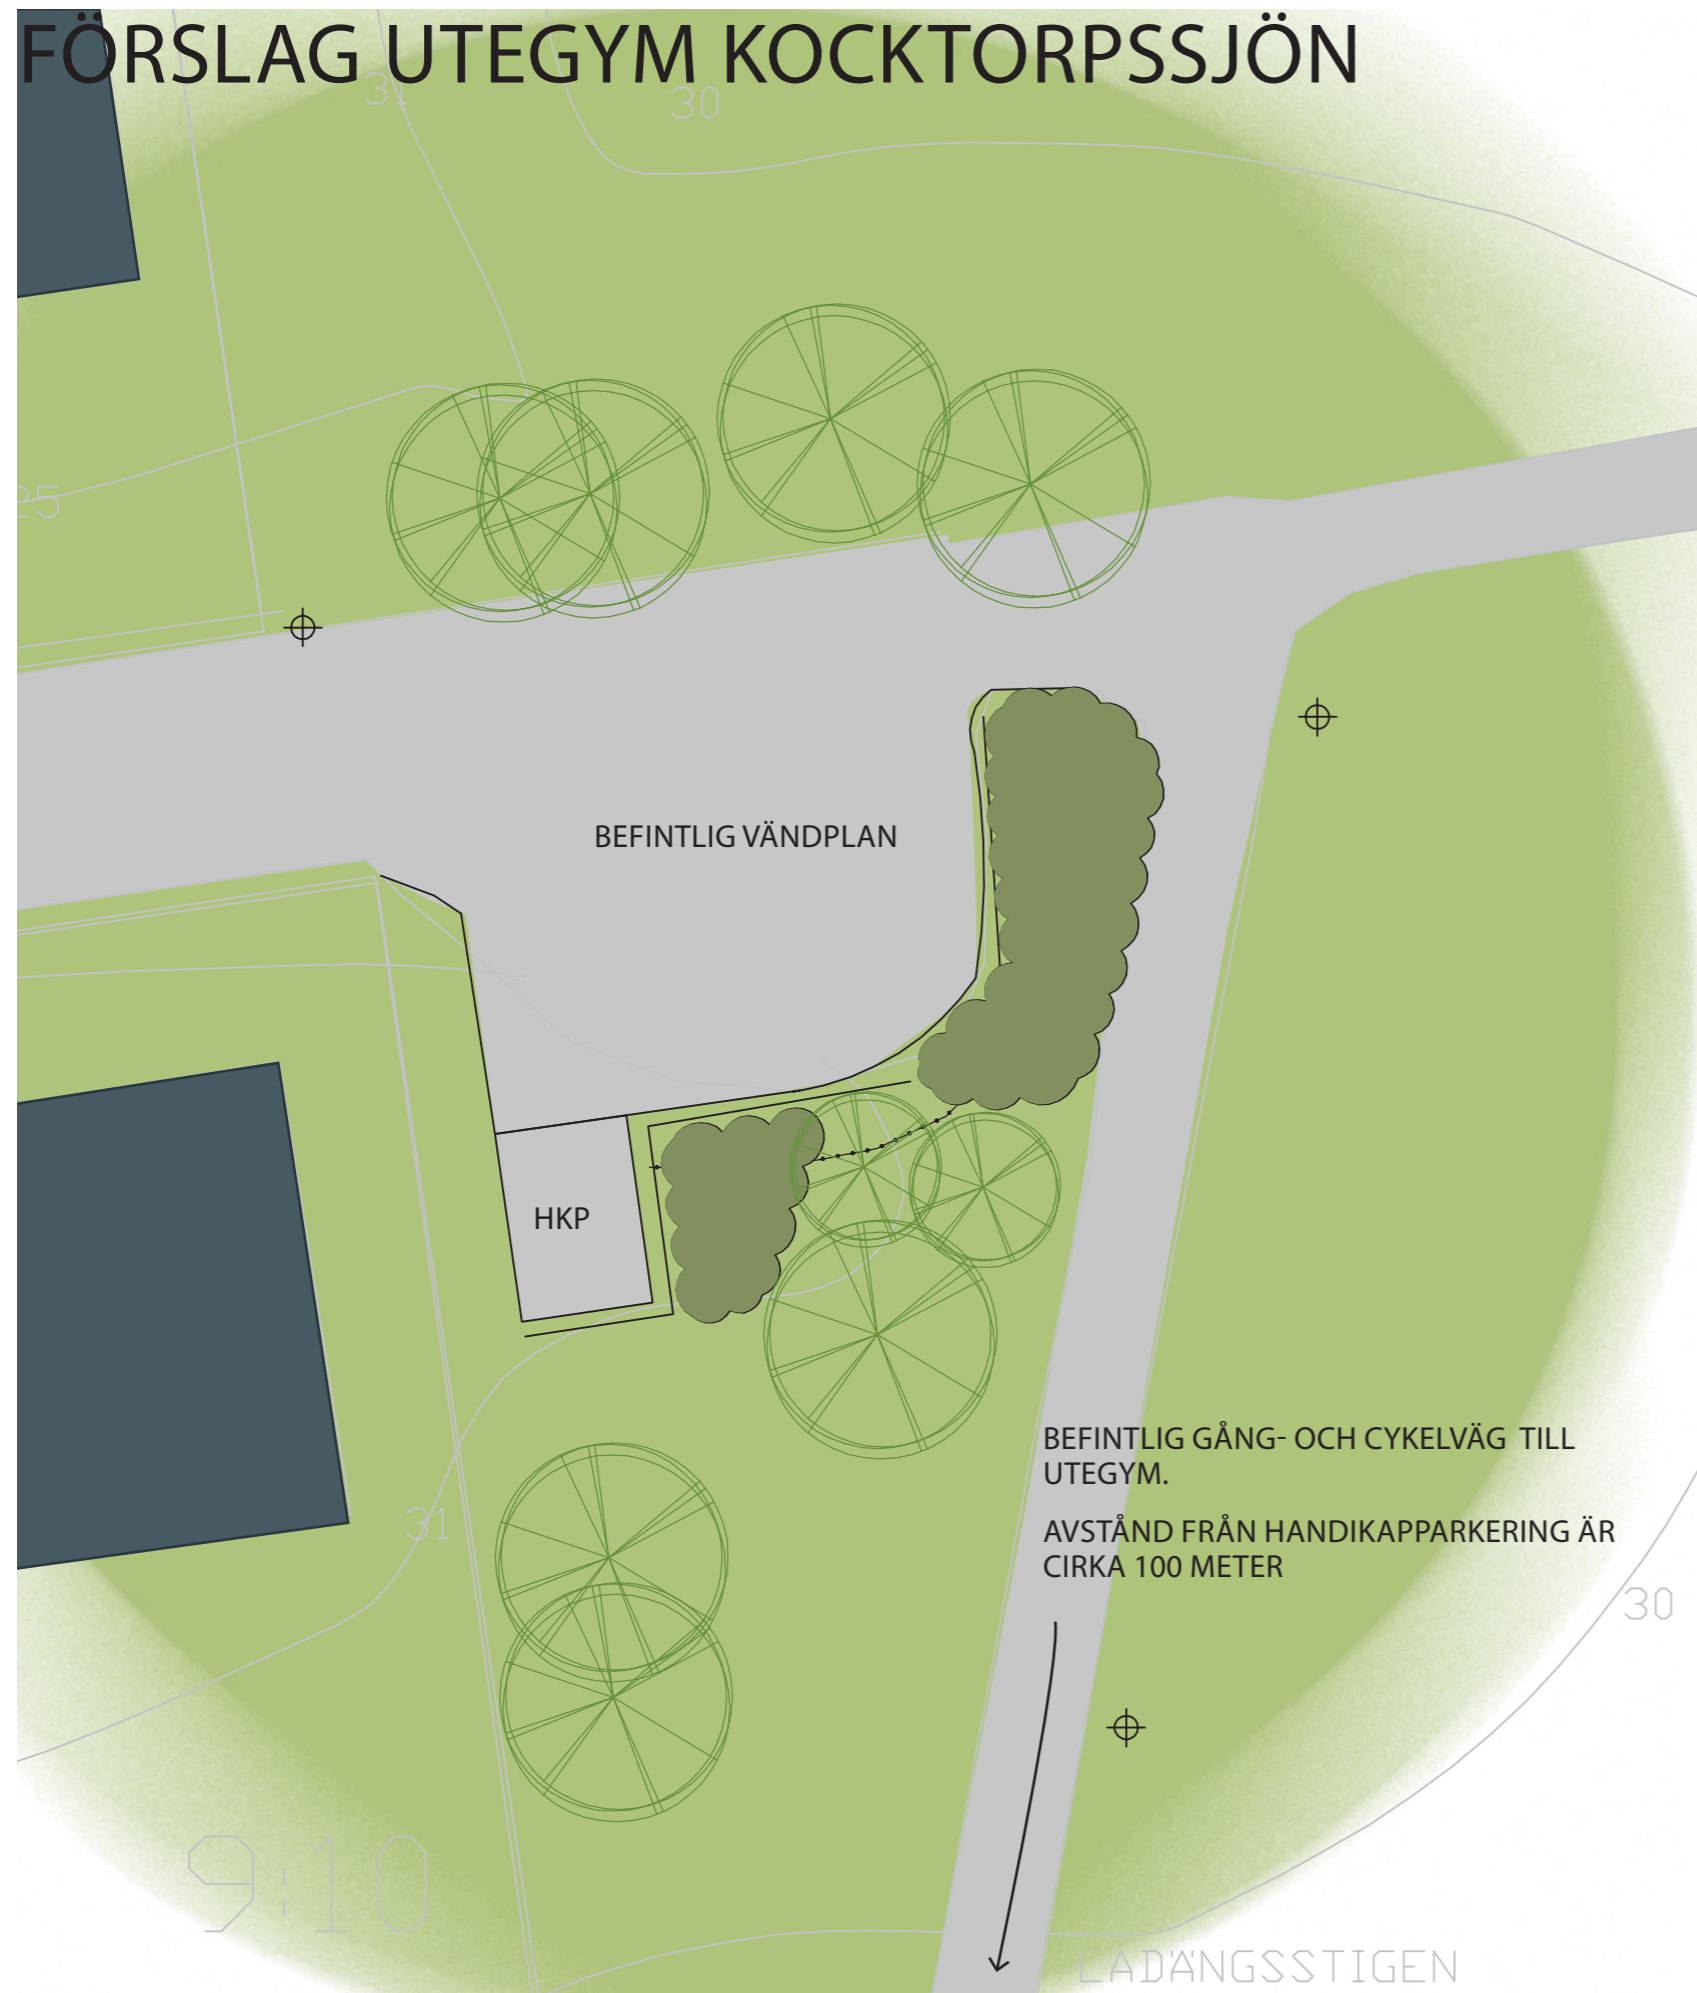 FÖRSLAG UTEGYM KOCKTORPSSJÖN
31
30
25
BEFINTLIG VÄNDPLAN
HKP
BEFINTLIG GÅNG- OCH CYKELVÄG TILL
UTEGYM.
AVSTÅND FRÅN HANDIKAPPARKERING ÄR
CIRKA 100 METER
31
30
9:10
LADÄNGSSTIGEN